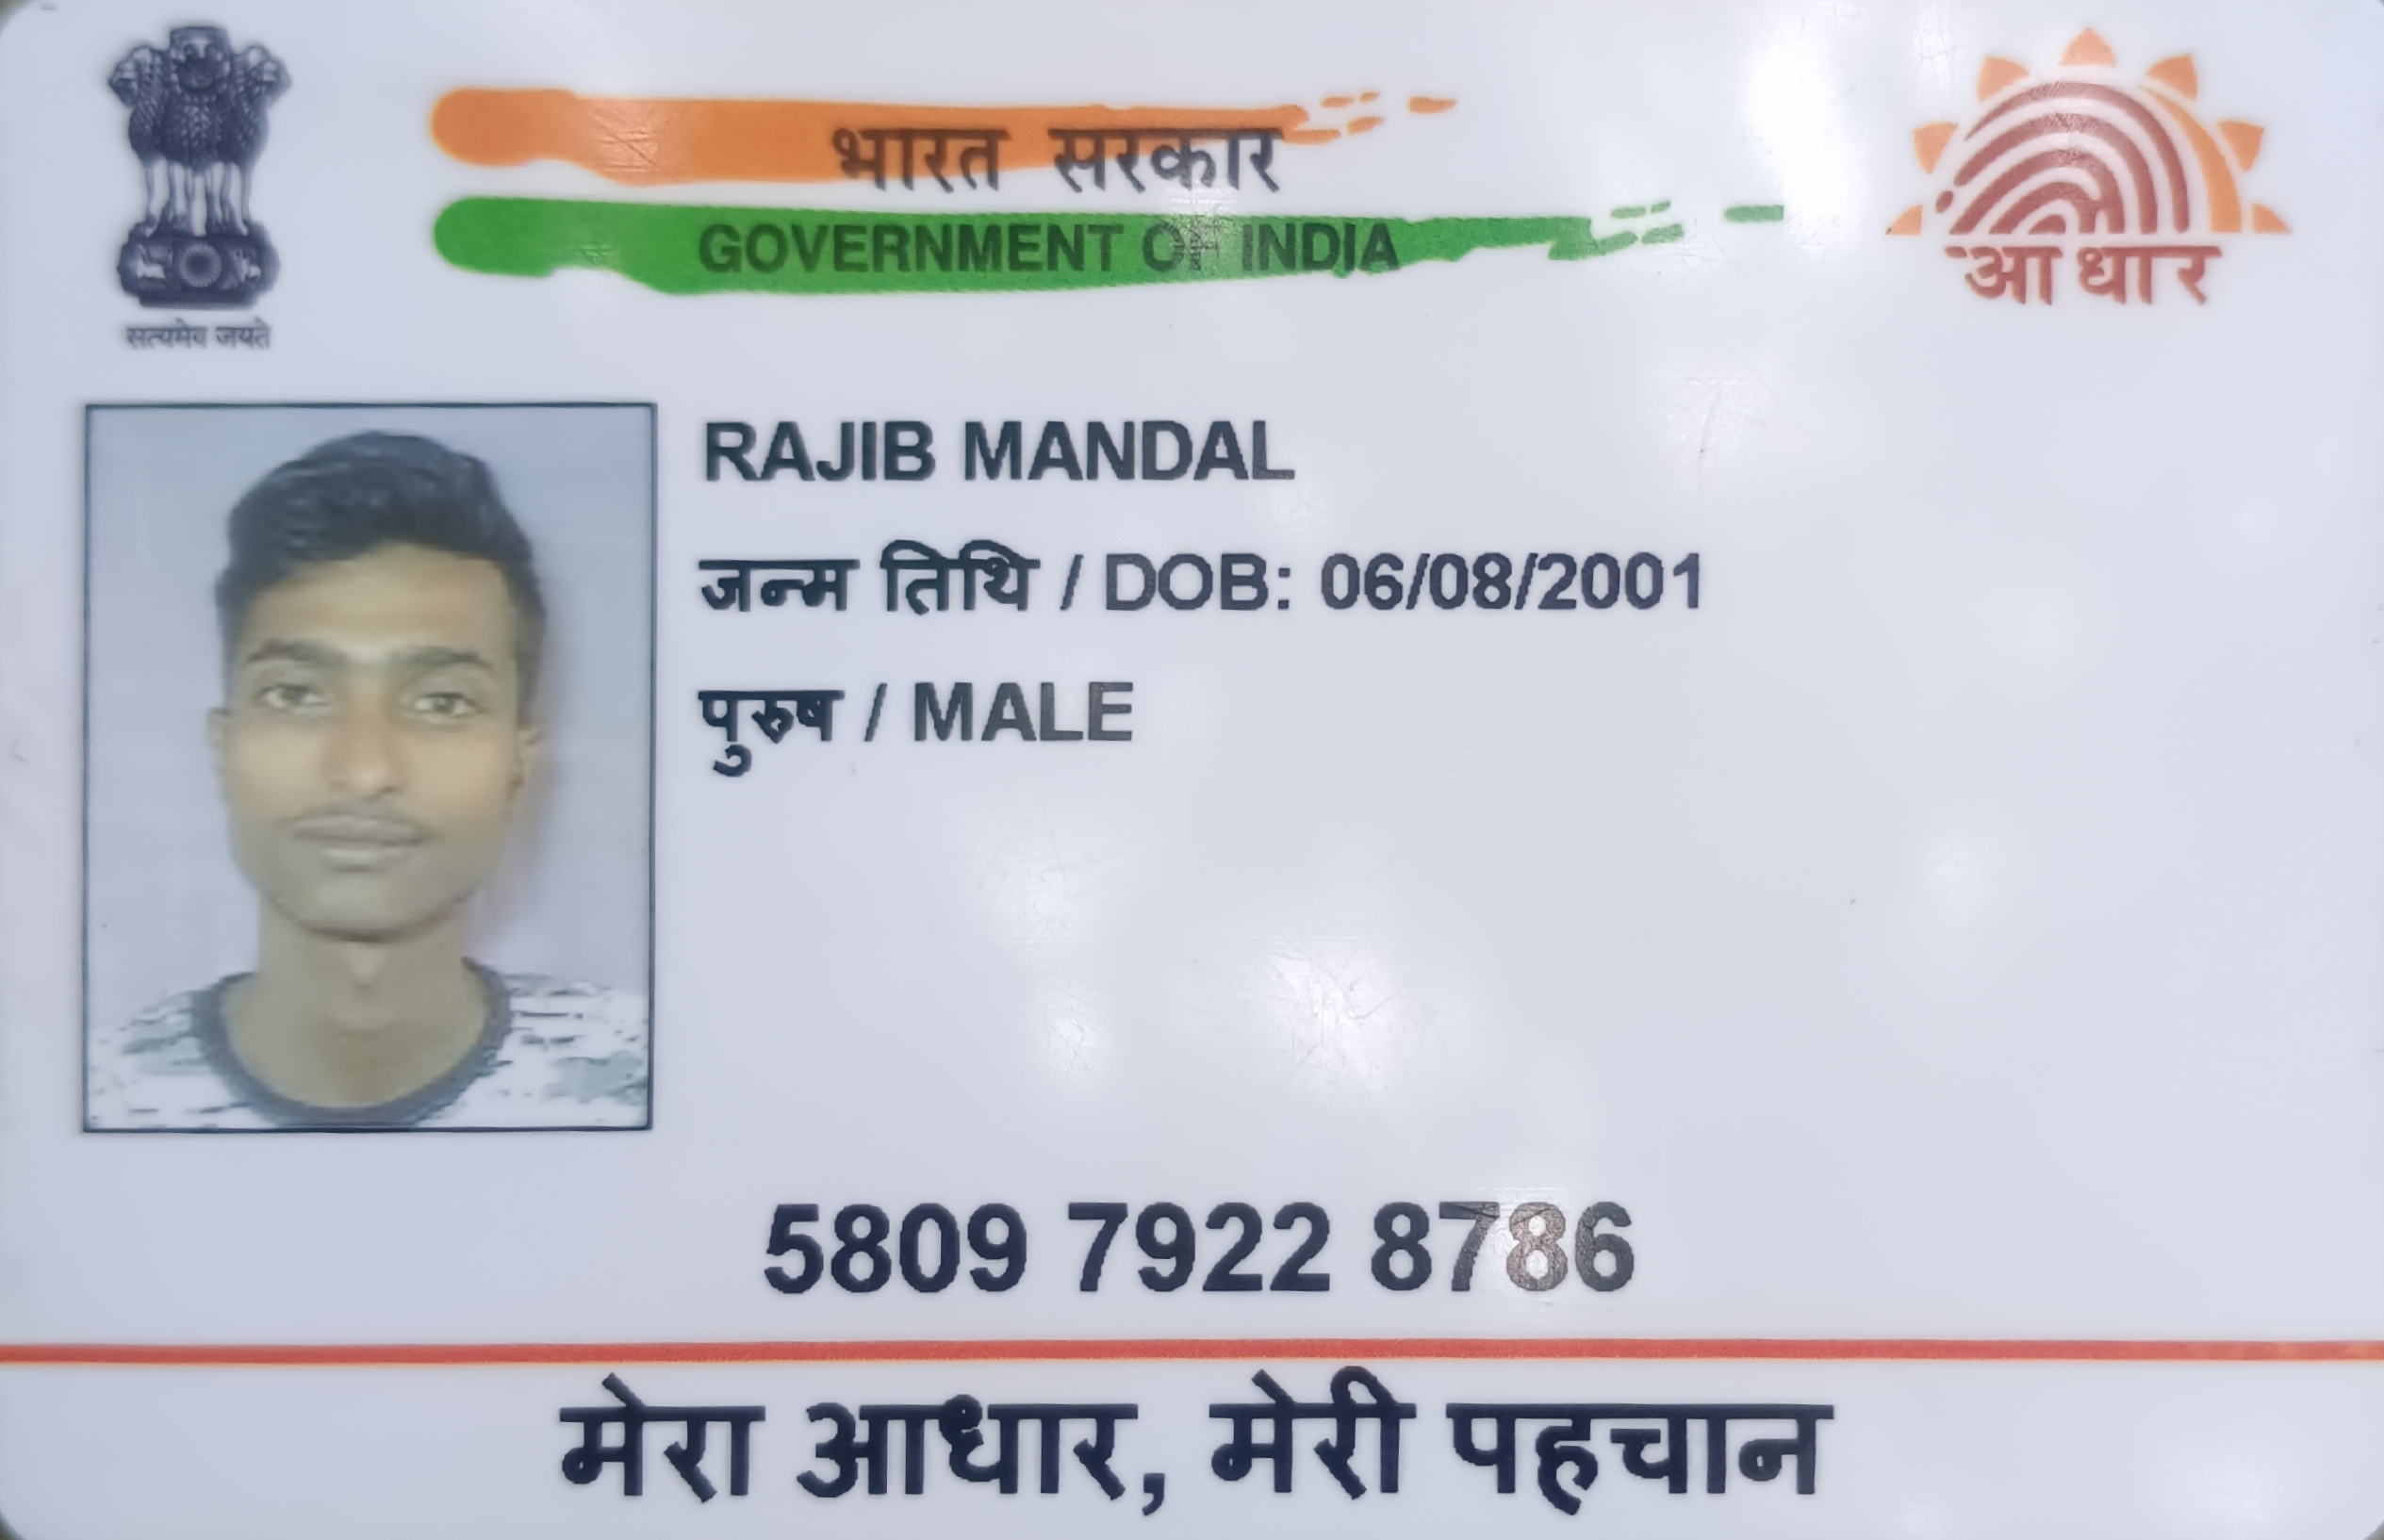 भारत सरकार
GOVERNMENT OF INDIA
आधार
सत्यमेव जयते
RAJIB MANDAL
जन्म तिथि / DOB: 06/08/2001
पुरुष / MALE
5809 7922 8786
मेरा आधार, मेरी पहचान